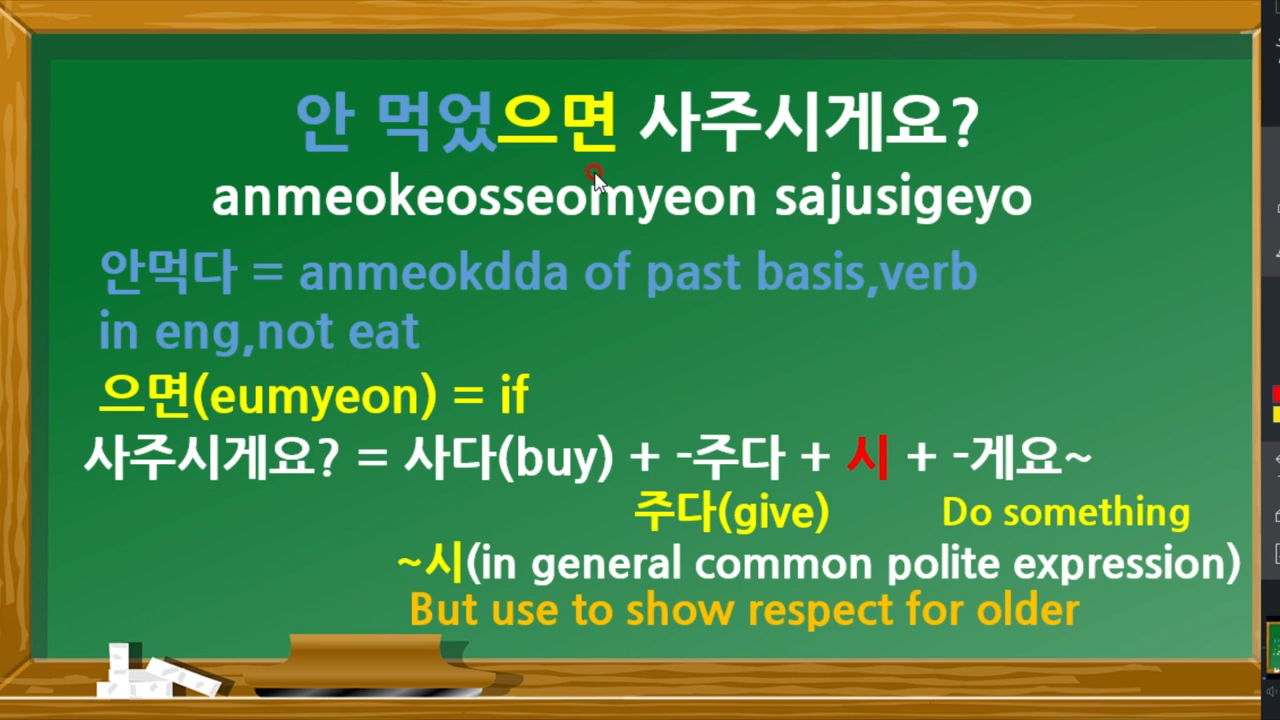 안 먹었으면 사주시게요?
anmeokeosseomyeon sajusigeyo
안먹다 = anmeokdda of past basis,verb
in eng,not eat
으면(eumyeon) = if
사주시게요? = 사다(buy) + -주다 + 시 + -게요~
주다(give) Do something
~시(in general common polite expression)
But use to show respect for older